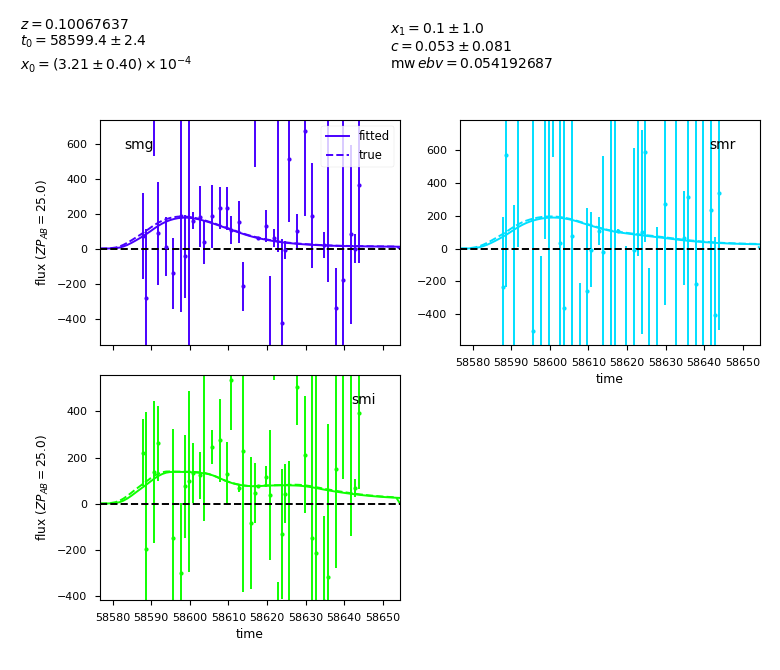 z = 0.10067637
t₀ = 58599.4 ± 2.4
x₀ = (3.21 ± 0.40) × 10⁻⁴
x₁ = 0.1 ± 1.0
c = 0.053 ± 0.081
mw ebv = 0.054192687
smg
fitted
true
flux (ZP_AB = 25.0)
600
400
200
0
−200
−400
smr
600
400
200
0
−200
−400
58580 58590 58600 58610 58620 58630 58640 58650
time
smi
flux (ZP_AB = 25.0)
400
200
0
−200
−400
58580 58590 58600 58610 58620 58630 58640 58650
time